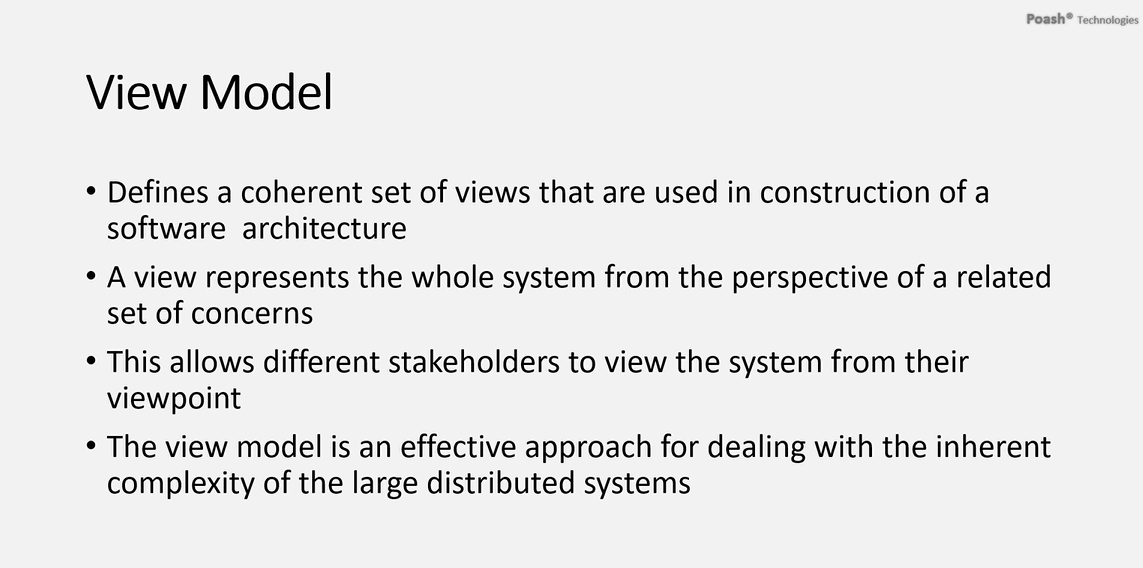 Poash® Technologies
View Model
• Defines a coherent set of views that are used in construction of a
software  architecture
• A view represents the whole system from the perspective of a related
set of concerns
• This allows different stakeholders to view the system from their
viewpoint
• The view model is an effective approach for dealing with the inherent
complexity of the large distributed systems